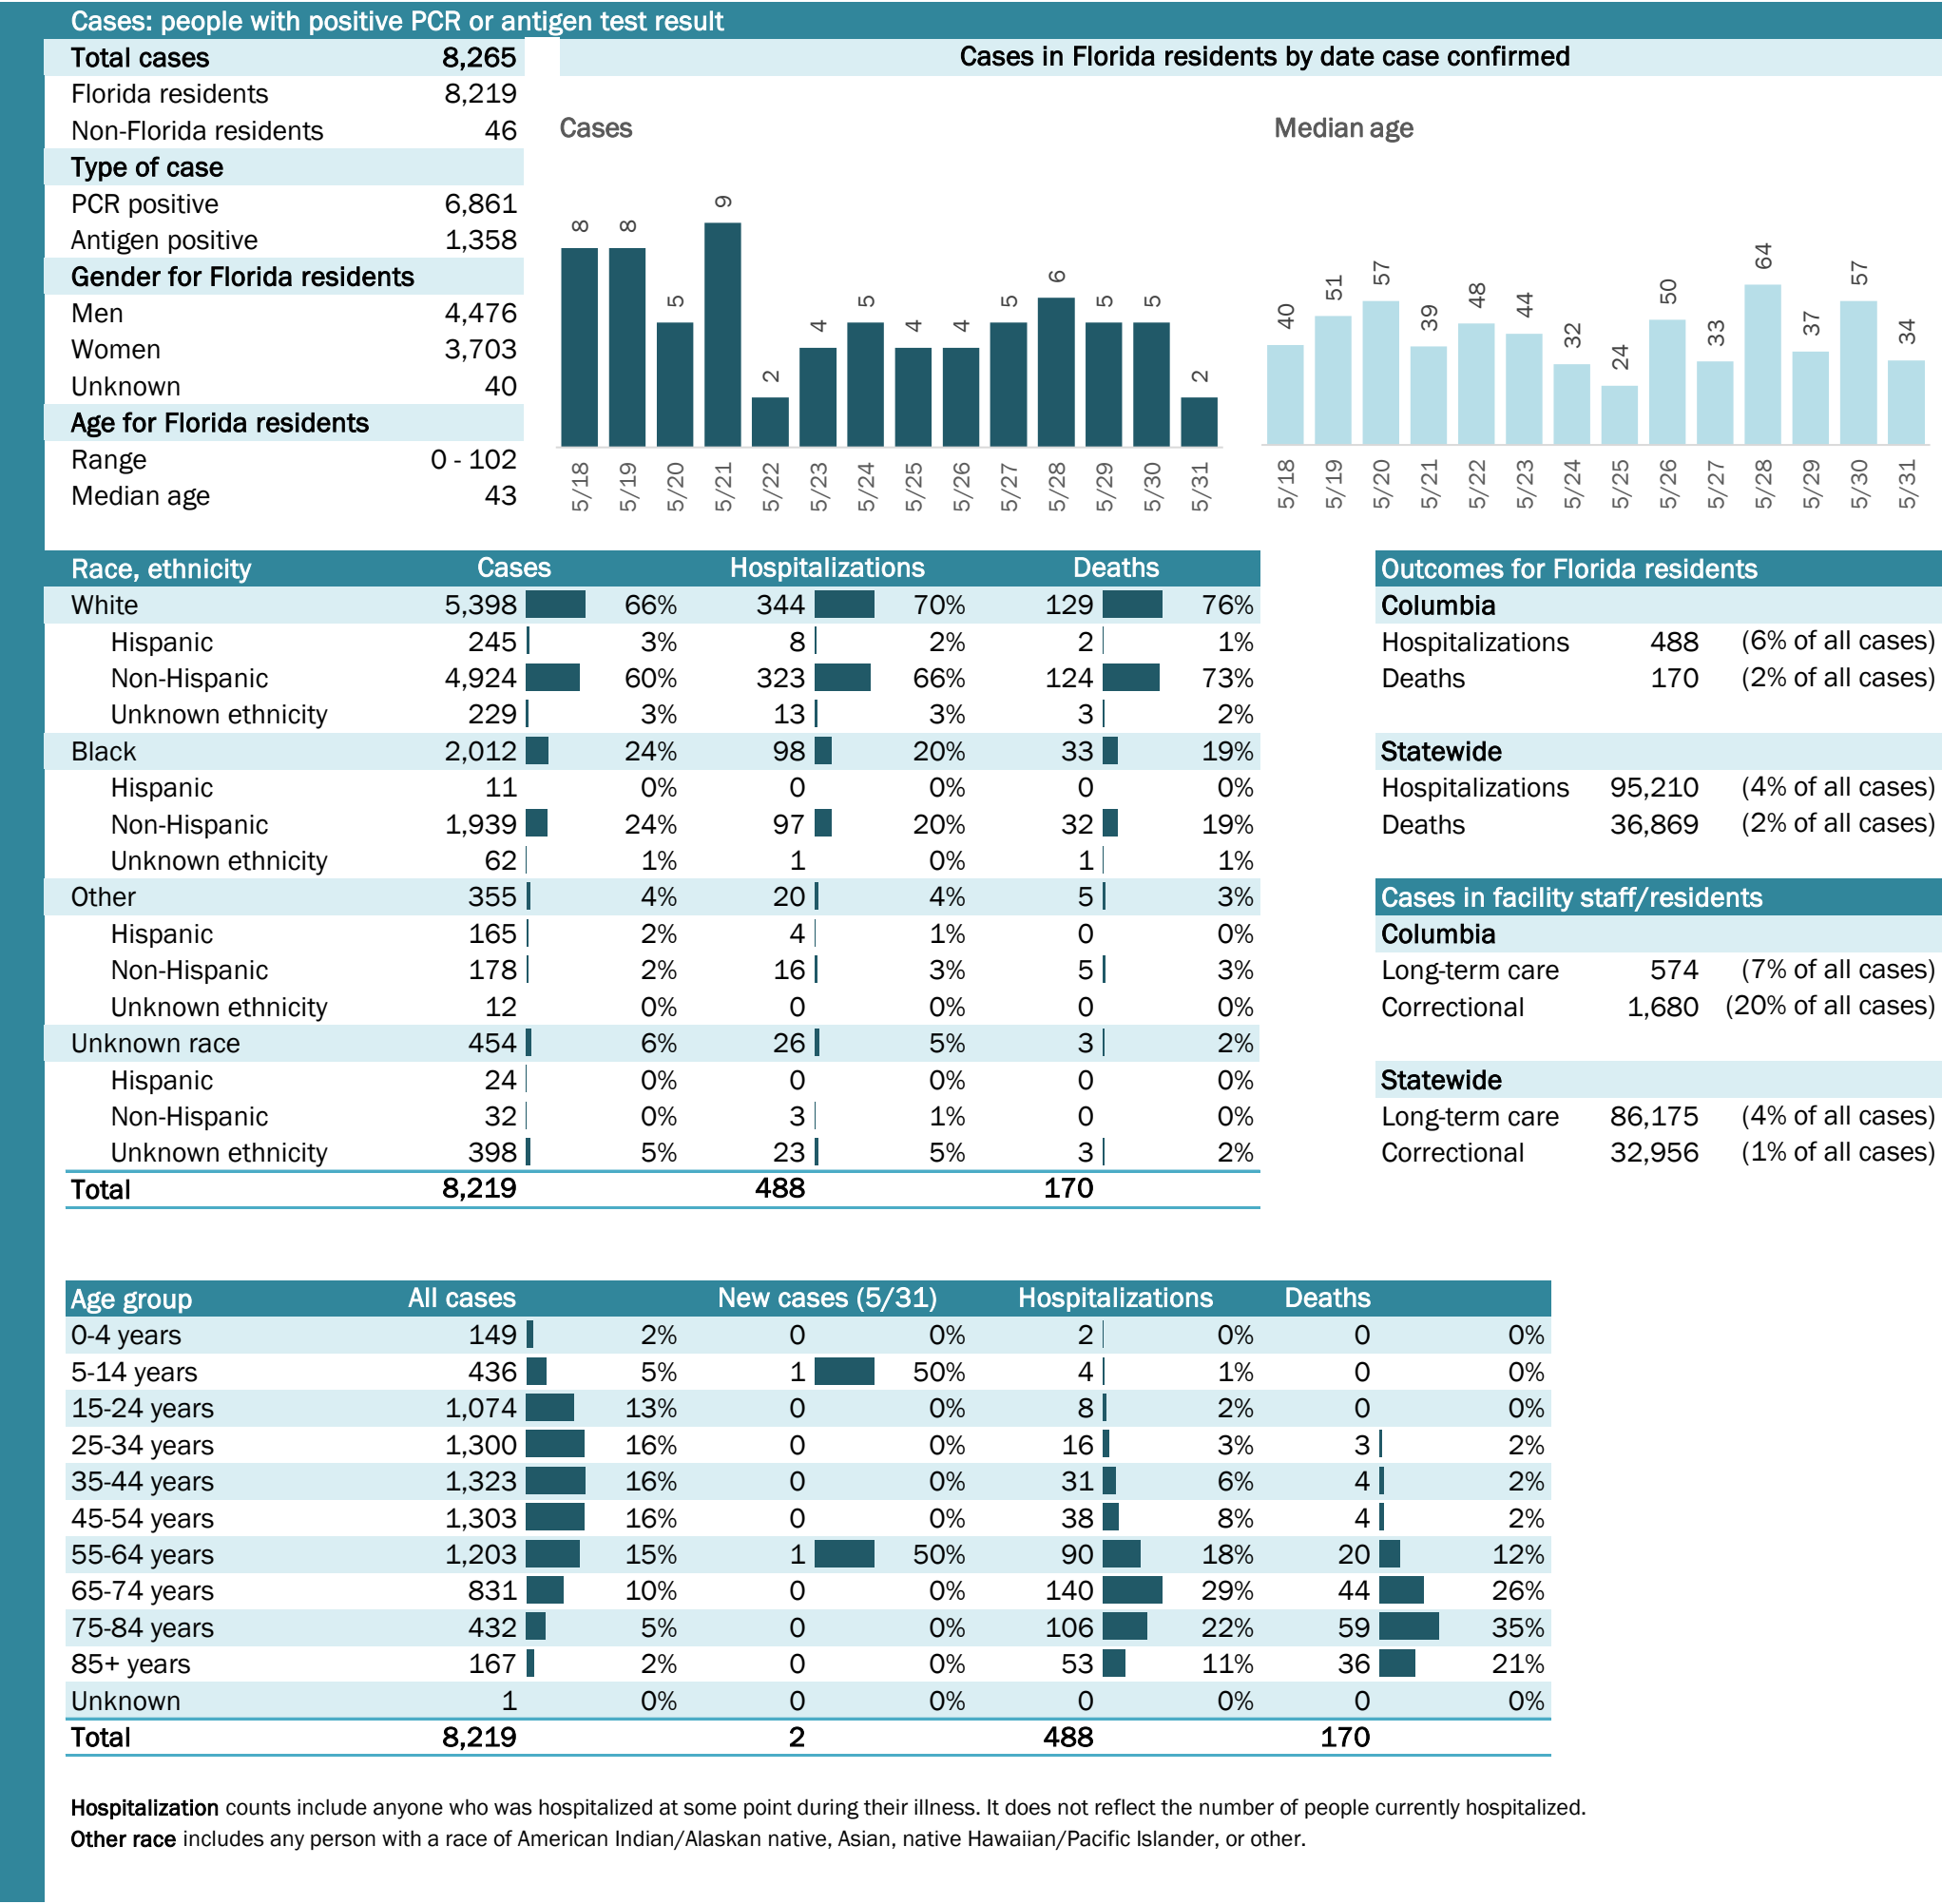 Cases: people with positive PCR or antigen test result
Total cases 8,265
Florida residents 8,219
Non-Florida residents 46
Type of case
PCR positive 6,861
Antigen positive 1,358
Gender for Florida residents
Men 4,476
Women 3,703
Unknown 40
Age for Florida residents
Range 0 - 102
Median age 43
Cases in Florida residents by date case confirmed
Cases
8 8 5 9 2 4 5 4 4 5 6 5 5 2
5/18 5/19 5/20 5/21 5/22 5/23 5/24 5/25 5/26 5/27 5/28 5/29 5/30 5/31
Median age
40 51 57 39 48 44 32 24 50 33 64 37 57 34
5/18 5/19 5/20 5/21 5/22 5/23 5/24 5/25 5/26 5/27 5/28 5/29 5/30 5/31
Race, ethnicity Cases Hospitalizations Deaths
White 5,398 66% 344 70% 129 76%
Hispanic 245 3% 8 2% 2 1%
Non-Hispanic 4,924 60% 323 66% 124 73%
Unknown ethnicity 229 3% 13 3% 3 2%
Black 2,012 24% 98 20% 33 19%
Hispanic 11 0% 0 0% 0 0%
Non-Hispanic 1,939 24% 97 20% 32 19%
Unknown ethnicity 62 1% 1 0% 1 1%
Other 355 4% 20 4% 5 3%
Hispanic 165 2% 4 1% 0 0%
Non-Hispanic 178 2% 16 3% 5 3%
Unknown ethnicity 12 0% 0 0% 0 0%
Unknown race 454 6% 26 5% 3 2%
Hispanic 24 0% 0 0% 0 0%
Non-Hispanic 32 0% 3 1% 0 0%
Unknown ethnicity 398 5% 23 5% 3 2%
Total 8,219 488 170
Outcomes for Florida residents
Columbia
Hospitalizations 488 (6% of all cases)
Deaths 170 (2% of all cases)
Statewide
Hospitalizations 95,210 (4% of all cases)
Deaths 36,869 (2% of all cases)
Cases in facility staff/residents
Columbia
Long-term care 574 (7% of all cases)
Correctional 1,680 (20% of all cases)
Statewide
Long-term care 86,175 (4% of all cases)
Correctional 32,956 (1% of all cases)
Age group All cases New cases (5/31) Hospitalizations Deaths
0-4 years 149 2% 0 0% 2 0% 0 0%
5-14 years 436 5% 1 50% 4 1% 0 0%
15-24 years 1,074 13% 0 0% 8 2% 0 0%
25-34 years 1,300 16% 0 0% 16 3% 3 2%
35-44 years 1,323 16% 0 0% 31 6% 4 2%
45-54 years 1,303 16% 0 0% 38 8% 4 2%
55-64 years 1,203 15% 1 50% 90 18% 20 12%
65-74 years 831 10% 0 0% 140 29% 44 26%
75-84 years 432 5% 0 0% 106 22% 59 35%
85+ years 167 2% 0 0% 53 11% 36 21%
Unknown 1 0% 0 0% 0 0% 0 0%
Total 8,219 2 488 170
Hospitalization counts include anyone who was hospitalized at some point during their illness. It does not reflect the number of people currently hospitalized.
Other race includes any person with a race of American Indian/Alaskan native, Asian, native Hawaiian/Pacific Islander, or other.